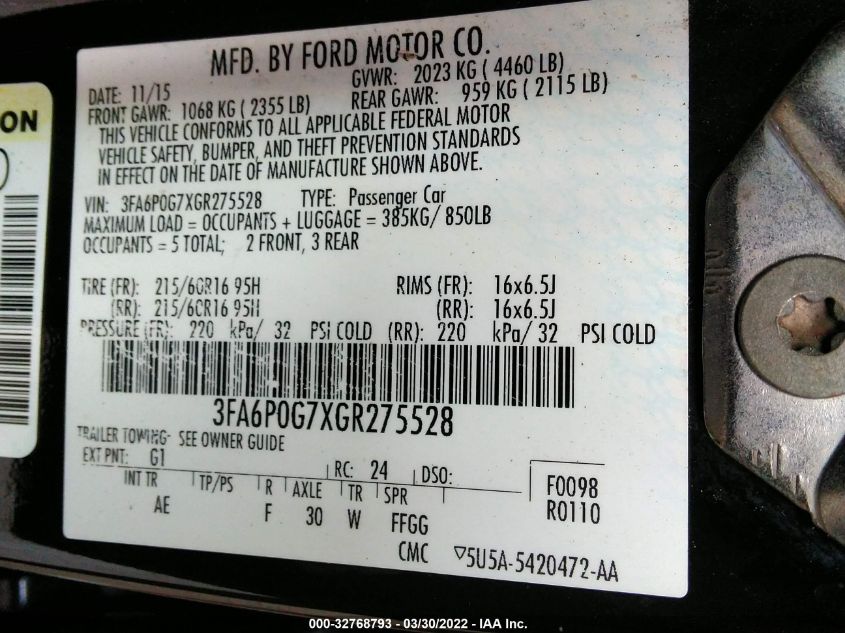 MFD. BY FORD MOTOR CO.
DATE: 11/15 GVWR: 2023 KG ( 4460 LB)
FRONT GAWR: 1068 KG ( 2355 LB) REAR GAWR: 959 KG ( 2115 LB)
THIS VEHICLE CONFORMS TO ALL APPLICABLE FEDERAL MOTOR
VEHICLE SAFETY, BUMPER, AND THEFT PREVENTION STANDARDS
IN EFFECT ON THE DATE OF MANUFACTURE SHOWN ABOVE.
VIN: 3FA6P0G7XGR275528 TYPE: Passenger Car
MAXIMUM LOAD = OCCUPANTS + LUGGAGE = 385KG/ 850LB
OCCUPANTS = 5 TOTAL; 2 FRONT, 3 REAR
TIRE (FR): 215/60R16 95H RIMS (FR): 16x6.5J
(RR): 215/60R16 95H (RR): 16x6.5J
PRESSURE (FR): 220 kPa/ 32 PSI COLD (RR): 220 kPa/ 32 PSI COLD
3FA6P0G7XGR275528
TRAILER TOWING- SEE OWNER GUIDE
EXT PNT: G1 RC: 24 DSO:
INT TR TP/PS R AXLE TR SPR F0098
AE F 30 W FFGG R0110
CMC ▽5U5A-5420472-AA
ON
000-32768793 - 03/30/2022 - IAA Inc.